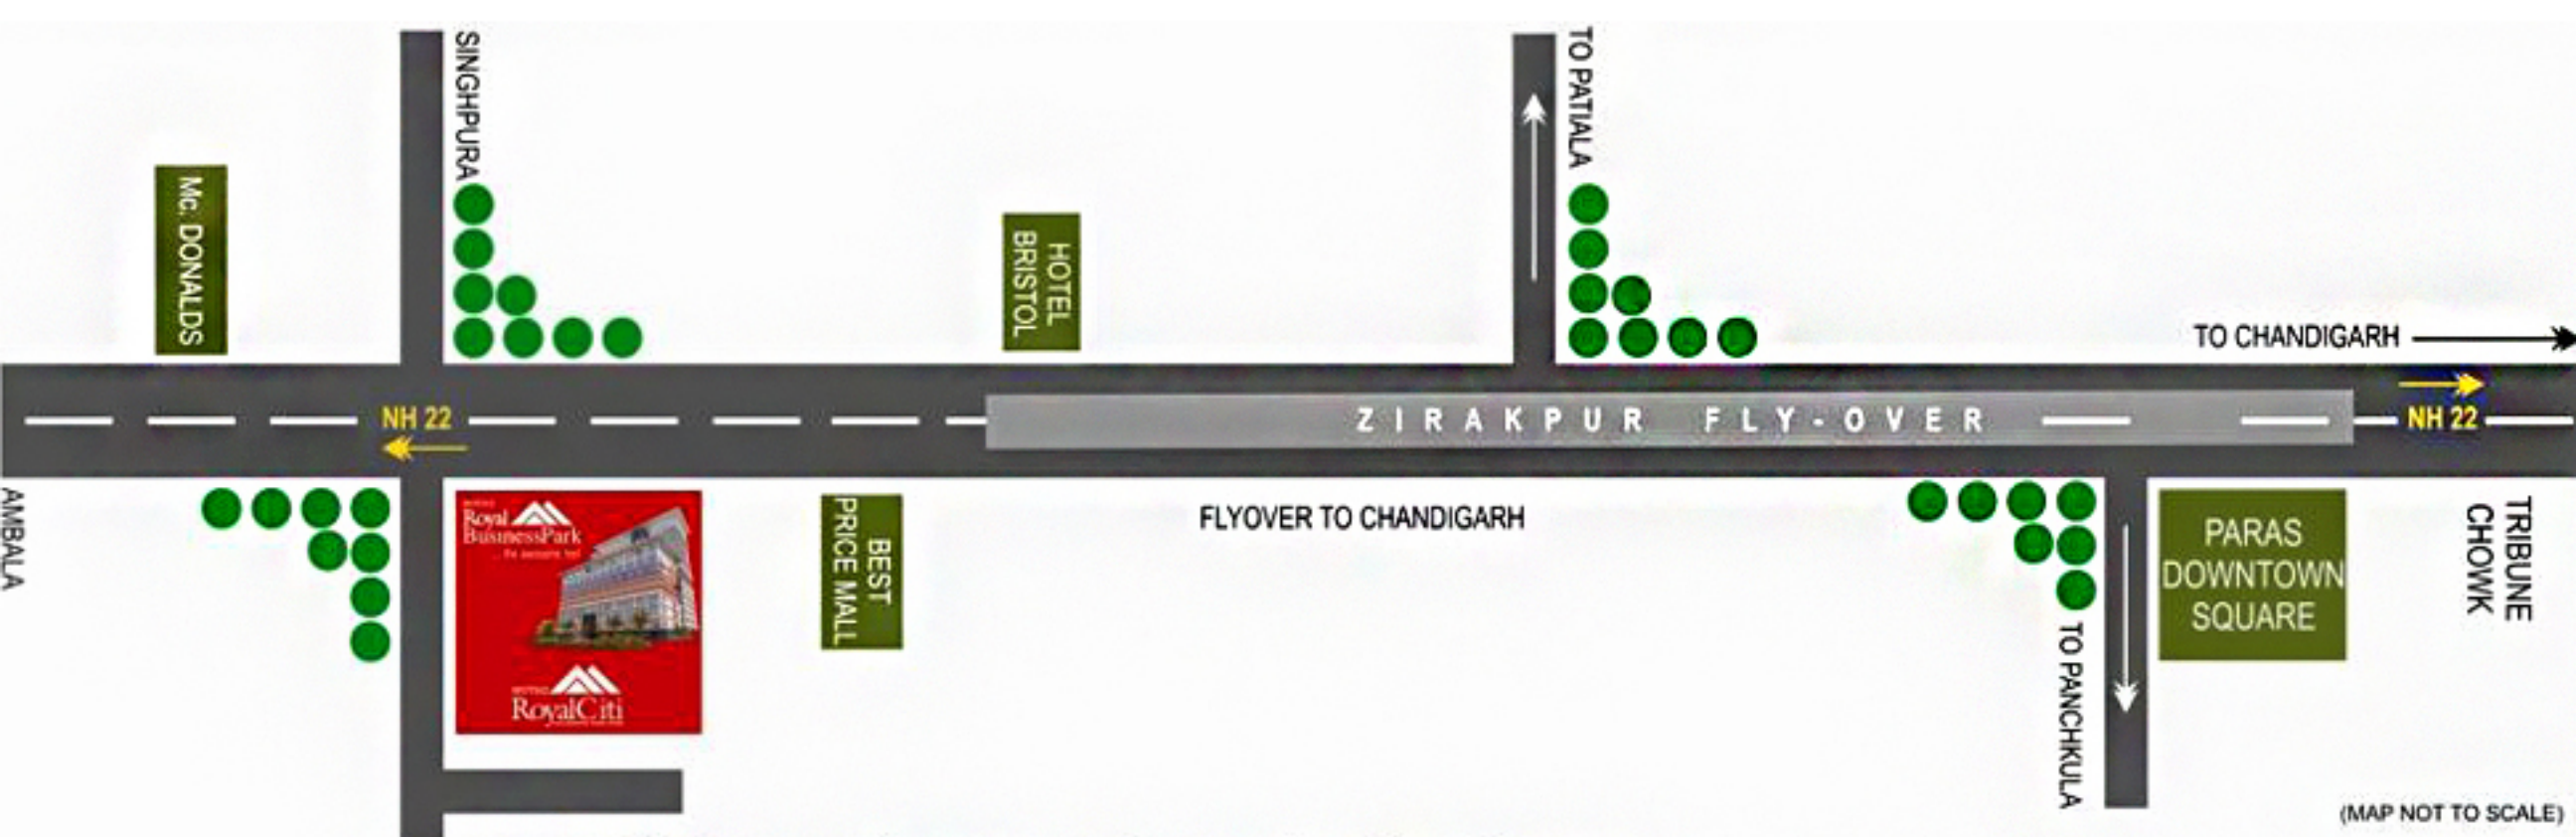 SINGHPURA
TO PATIALA
Mc. DONALDS
HOTEL
BRISTOL
TO CHANDIGARH
NH 22
ZIRAKPUR FLY-OVER
NH 22
AMBALA
Royal
BusinessPark
RoyalCiti
BEST
PRICE MALL
FLYOVER TO CHANDIGARH
TO PANCHKULA
PARAS
DOWNTOWN
SQUARE
TRIBUNE
CHOWK
(MAP NOT TO SCALE)